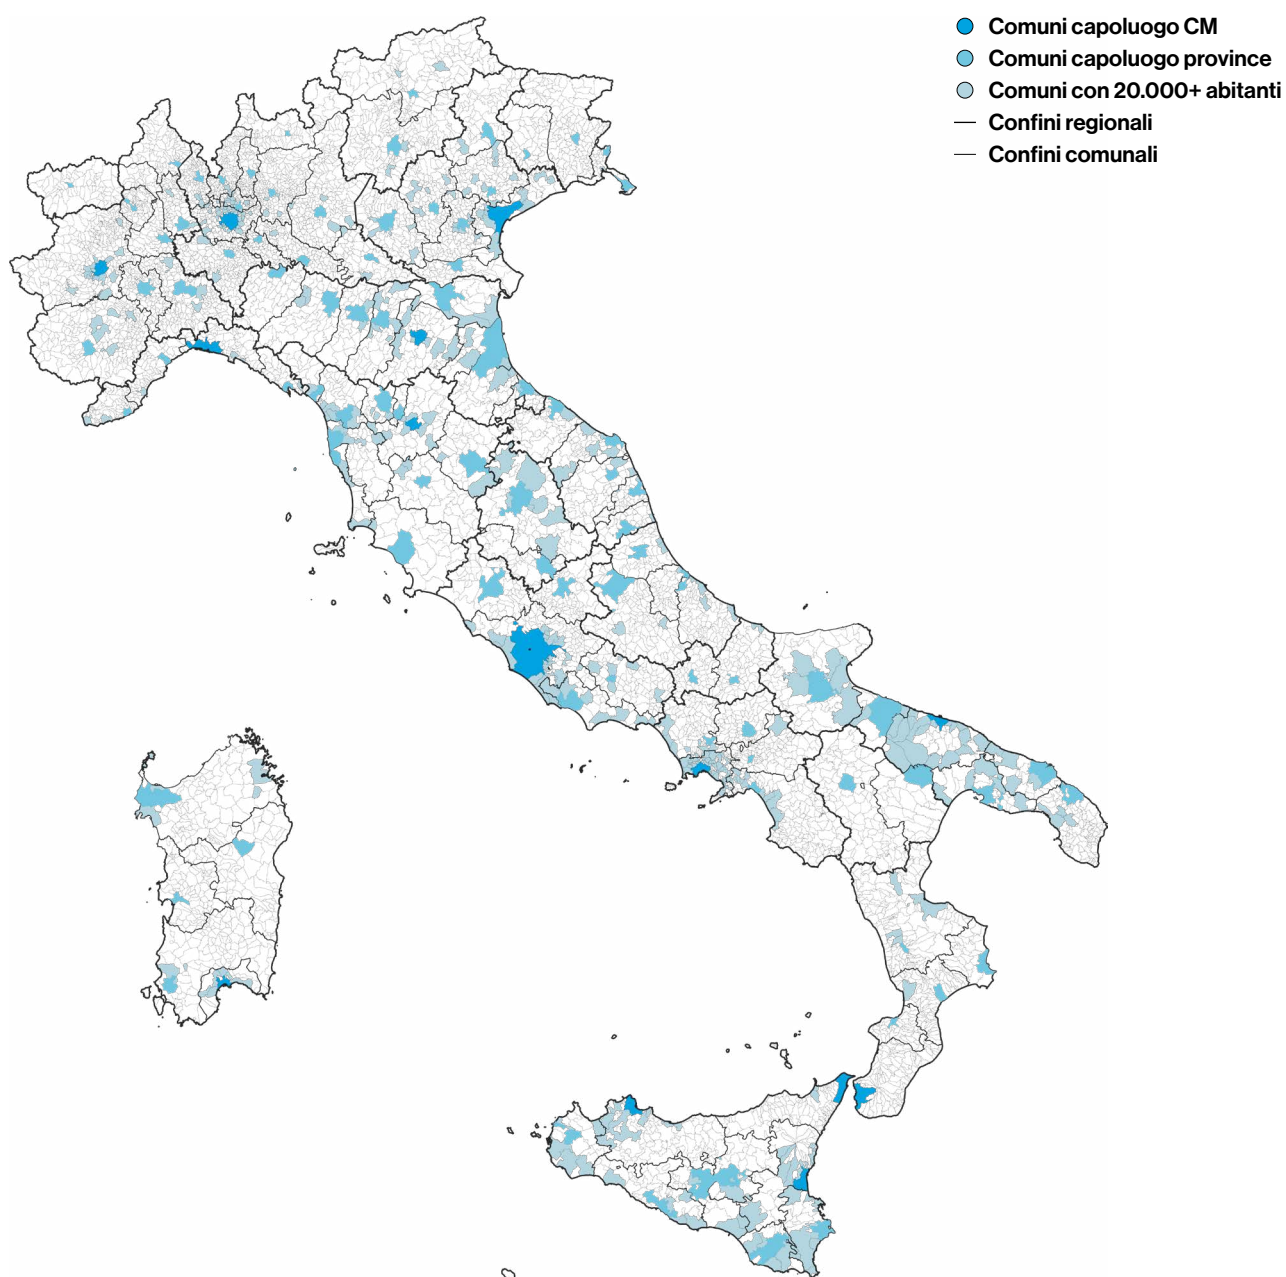 Comuni capoluogo CM
Comuni capoluogo province
Comuni con 20.000+ abitanti
Confini regionali
Confini comunali